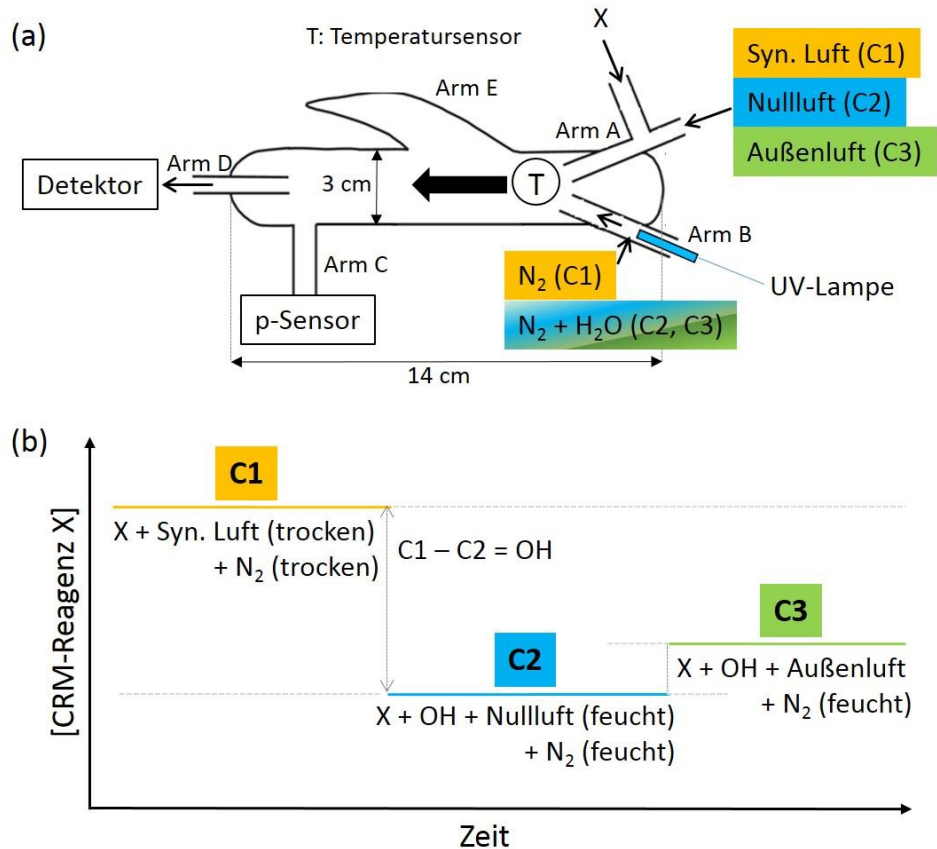 (a)
T: Temperatursensor
X
Syn. Luft (C1)
Nullluft (C2)
Außenluft (C3)
Arm E
Arm A
Arm D
Detektor
3 cm
T
Arm B
Arm C
N₂ (C1)
UV-Lampe
p-Sensor
N₂ + H₂O (C2, C3)
14 cm
(b)
[CRM-Reagenz X]
C1
X + Syn. Luft (trocken)
+ N₂ (trocken)
C1 – C2 = OH
C2
X + OH + Nullluft (feucht)
+ N₂ (feucht)
C3
X + OH + Außenluft
+ N₂ (feucht)
Zeit